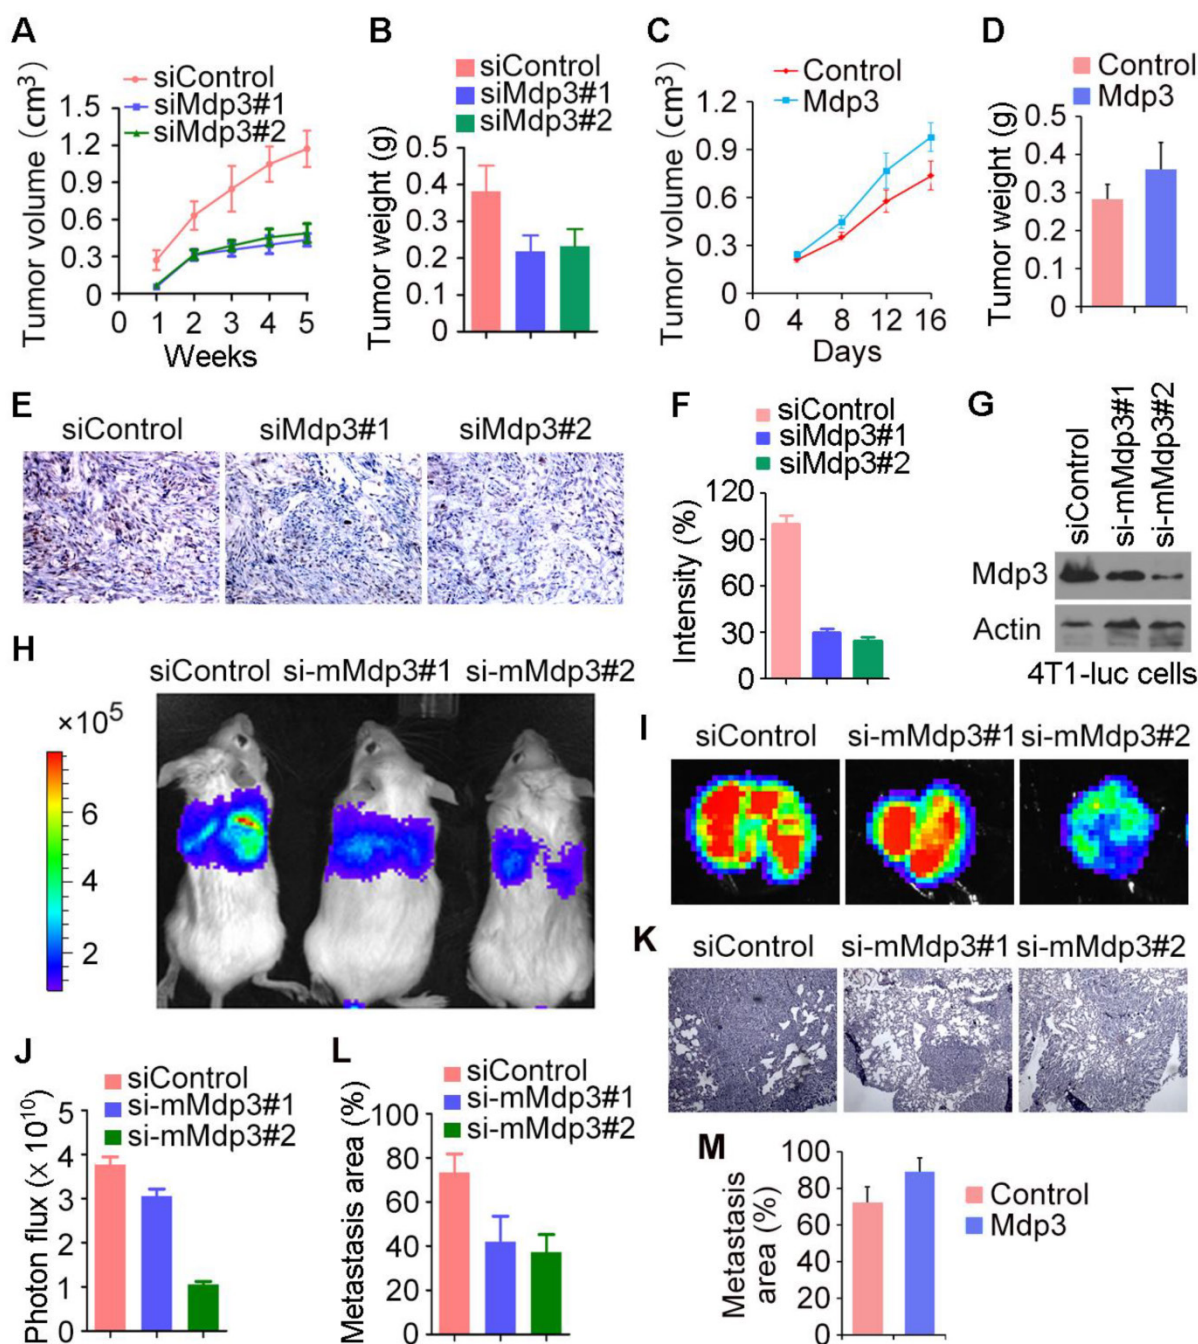 A
siControl
siMdp3#1
siMdp3#2
Tumor volume (cm³)
1.5
1.2
0.9
0.6
0.3
0
0 1 2 3 4 5
Weeks
B
siControl
siMdp3#1
siMdp3#2
Tumor weight (g)
0.5
0.4
0.3
0.2
0.1
0
C
Control
Mdp3
Tumor volume (cm³)
1.2
0.9
0.6
0.3
0
0 4 8 12 16
Days
D
Control
Mdp3
Tumor weight (g)
0.5
0.4
0.3
0.2
0.1
0
E
siControl siMdp3#1 siMdp3#2
F
siControl
siMdp3#1
siMdp3#2
Intensity (%)
120
90
60
30
0
G
siControl
si-mMdp3#1
si-mMdp3#2
Mdp3
Actin
4T1-luc cells
H
siControl si-mMdp3#1 si-mMdp3#2
×10⁵
6
4
2
I
siControl si-mMdp3#1 si-mMdp3#2
K
siControl si-mMdp3#1 si-mMdp3#2
J
siControl
si-mMdp3#1
si-mMdp3#2
Photon flux (x 10¹⁰)
5
4
3
2
1
0
L
siControl
si-mMdp3#1
si-mMdp3#2
Metastasis area (%)
100
80
60
40
20
0
M
Metastasis
area (%)
100
80
60
40
20
0
Control
Mdp3